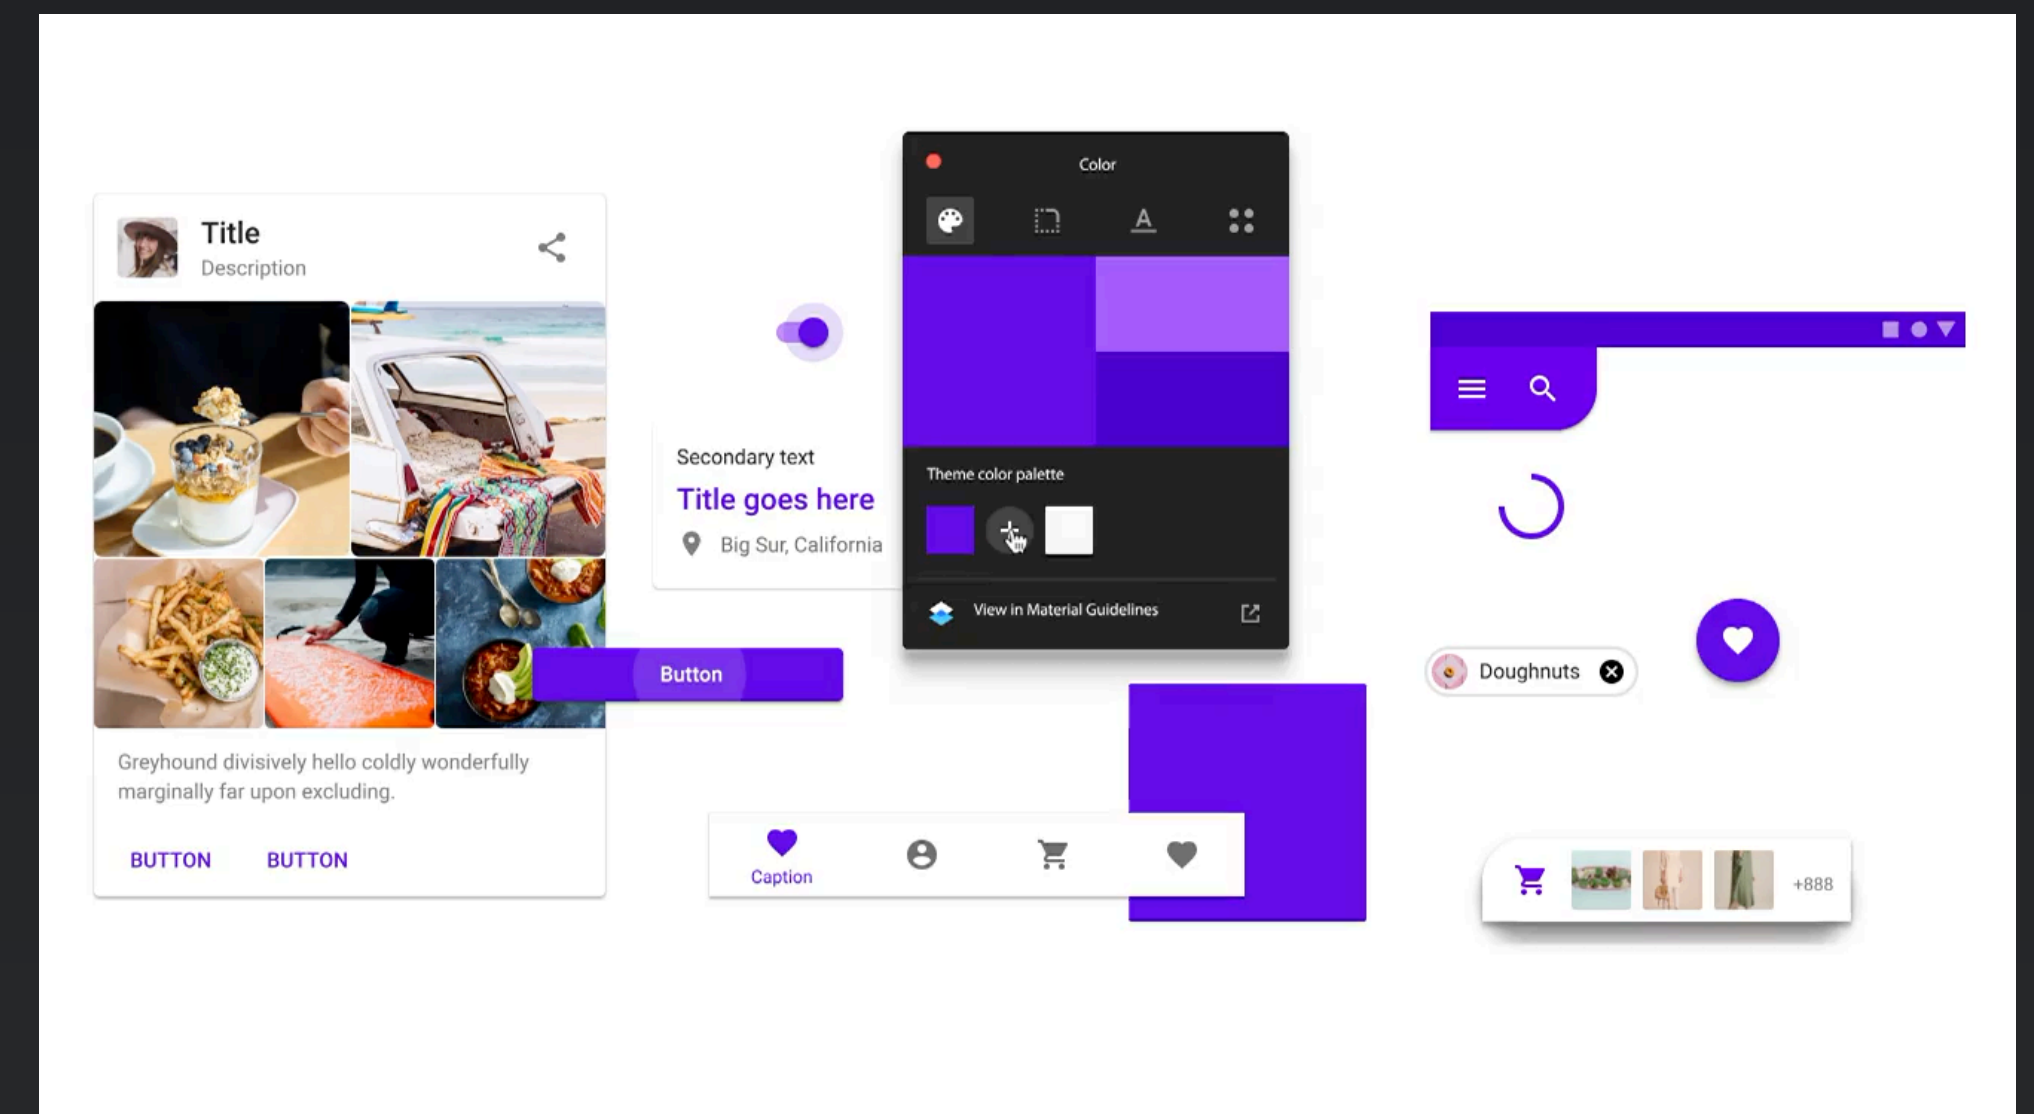 Title
Description
Greyhound divisively hello coldly wonderfully
marginally far upon excluding.
BUTTON BUTTON
Secondary text
Title goes here
Big Sur, California
Button
Caption
Color
A
Theme color palette
View in Material Guidelines
Doughnuts
+888